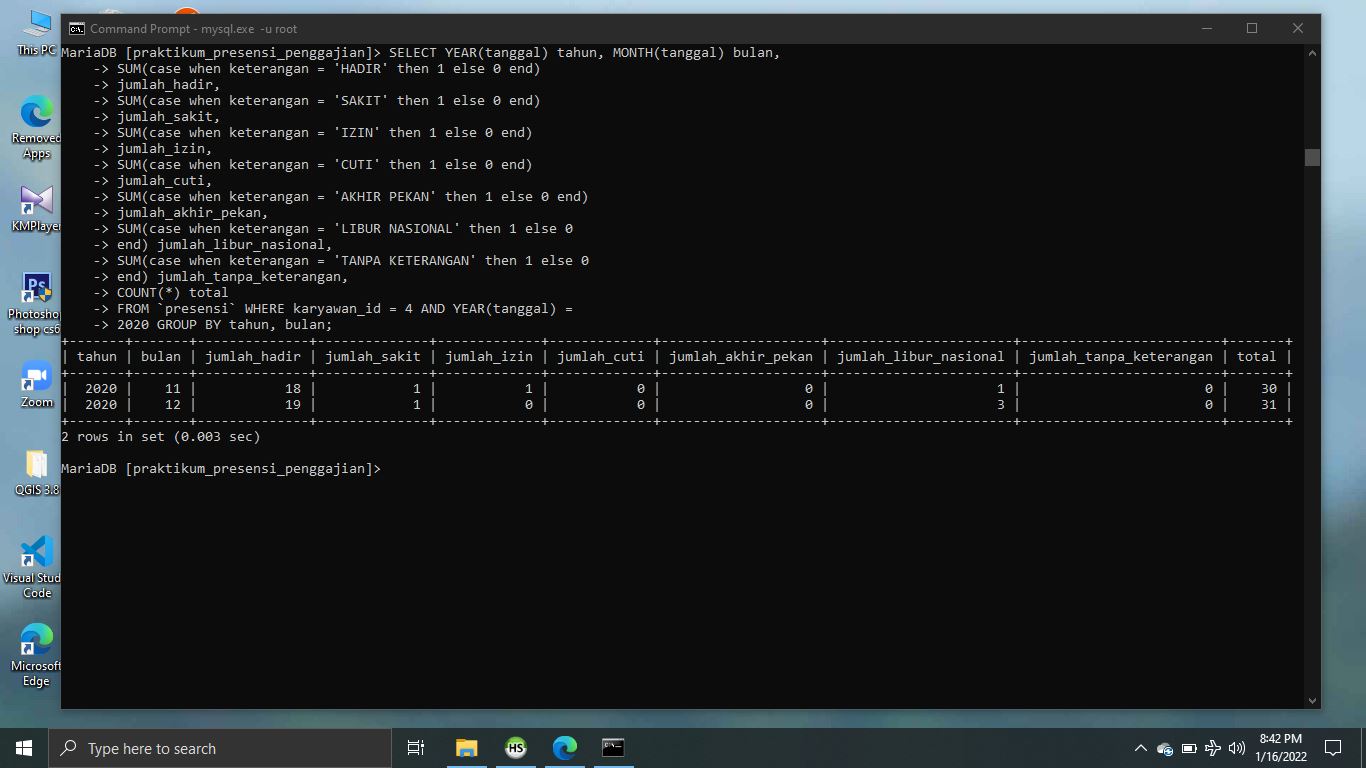 Command Prompt - mysql.exe -u root
This PC
Removed
Apps
KMPlayer
Ps
Photosho
shop cs6
Zoom
QGIS 3.8
Visual Stud
Code
Microsoft
Edge
MariaDB [praktikum_presensi_penggajian]> SELECT YEAR(tanggal) tahun, MONTH(tanggal) bulan,
-> SUM(case when keterangan = 'HADIR' then 1 else 0 end)
-> jumlah_hadir,
-> SUM(case when keterangan = 'SAKIT' then 1 else 0 end)
-> jumlah_sakit,
-> SUM(case when keterangan = 'IZIN' then 1 else 0 end)
-> jumlah_izin,
-> SUM(case when keterangan = 'CUTI' then 1 else 0 end)
-> jumlah_cuti,
-> SUM(case when keterangan = 'AKHIR PEKAN' then 1 else 0 end)
-> jumlah_akhir_pekan,
-> SUM(case when keterangan = 'LIBUR NASIONAL' then 1 else 0
-> end) jumlah_libur_nasional,
-> SUM(case when keterangan = 'TANPA KETERANGAN' then 1 else 0
-> end) jumlah_tanpa_keterangan,
-> COUNT(*) total
-> FROM `presensi` WHERE karyawan_id = 4 AND YEAR(tanggal) =
-> 2020 GROUP BY tahun, bulan;
+-------+-------+--------------+--------------+-------------+-------------+--------------------+-----------------------+-------------------------+-------+
| tahun | bulan | jumlah_hadir | jumlah_sakit | jumlah_izin | jumlah_cuti | jumlah_akhir_pekan | jumlah_libur_nasional | jumlah_tanpa_keterangan | total |
+-------+-------+--------------+--------------+-------------+-------------+--------------------+-----------------------+-------------------------+-------+
| 2020 | 11 | 18 | 1 | 1 | 0 | 0 | 1 | 0 | 30 |
| 2020 | 12 | 19 | 1 | 0 | 0 | 0 | 3 | 0 | 31 |
+-------+-------+--------------+--------------+-------------+-------------+--------------------+-----------------------+-------------------------+-------+
2 rows in set (0.003 sec)
MariaDB [praktikum_presensi_penggajian]>
Type here to search
HS
8:42 PM
1/16/2022